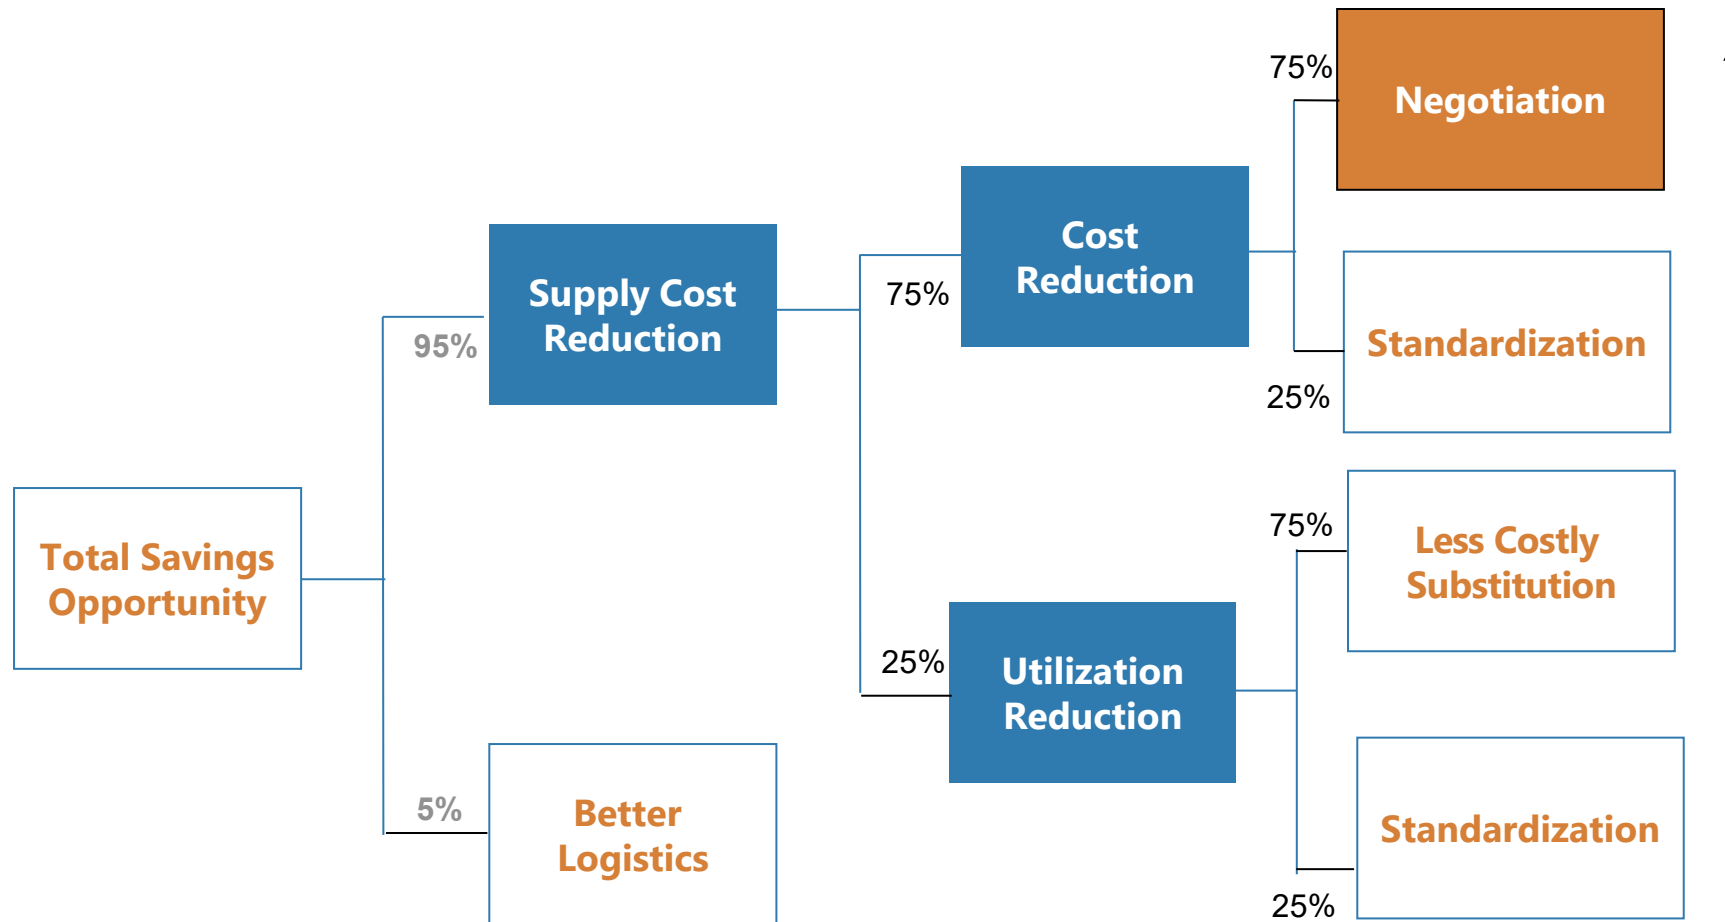 75%
Negotiation
Cost
Reduction
75%
Supply Cost
Reduction
95%
Standardization
25%
Total Savings
Opportunity
75%
Less Costly
Substitution
25%
Utilization
Reduction
5%
Better
Logistics
Standardization
25%